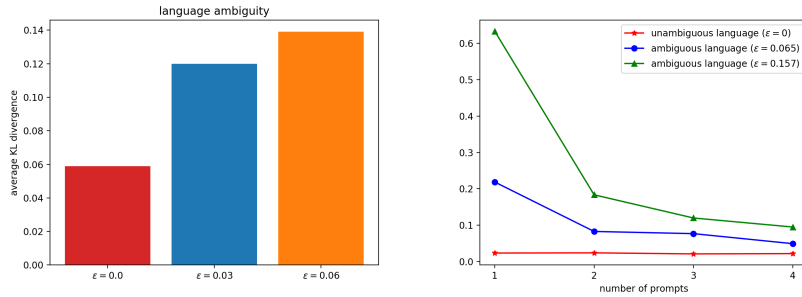 language ambiguity
average KL divergence
0.14
0.12
0.10
0.08
0.06
0.04
0.02
0.00
ε = 0.0
ε = 0.03
ε = 0.06
0.6
0.5
0.4
0.3
0.2
0.1
0.0
1
2
3
4
number of prompts
unambiguous language (ε = 0)
ambiguous language (ε = 0.065)
ambiguous language (ε = 0.157)